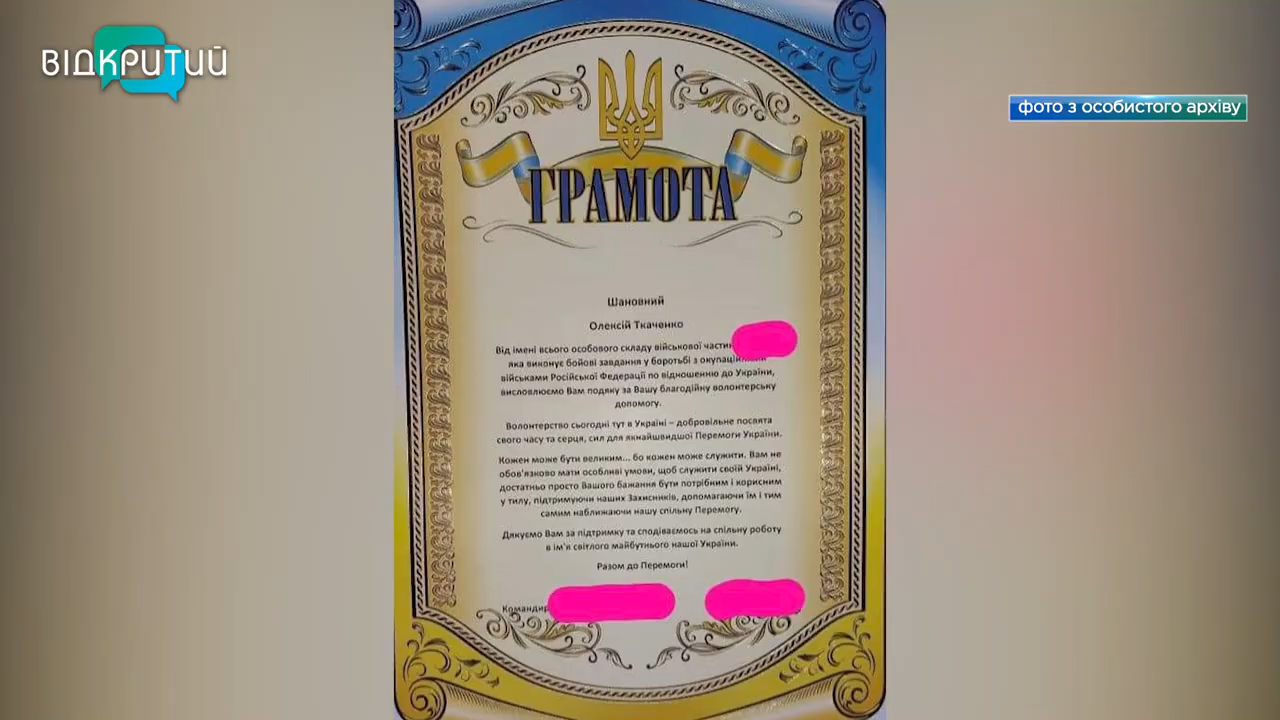 ВІДКРИТИЙ
фото з особистого архіву
ГРАМОТА
Шановний
Олексій Ткаченко
Від імені всього особового складу військової частин
яка виконує бойові завдання у боротьбі з окупаційними
військами Російської Федерації по відношенню до України,
висловлюємо Вам подяку за Вашу благодійну волонтерську
допомогу.
Волонтерство сьогодні тут в Україні – добровільне посвята
свого часу та серця, сил для якнайшвидшої Перемоги України.
Кожен може бути великим... бо кожен може служити. Вам не
обов'язково мати особливі умови, щоб служити своїй Україні,
достатньо просто Вашого бажання бути потрібним і корисним
у тилу, підтримуючи наших Захисників, допомагаючи їм і тим
самим наближаючи нашу спільну Перемогу.
Дякуємо Вам за підтримку та сподіваємось на спільну роботу
в ім'я світлого майбутнього нашої України.
Разом до Перемоги!
Командир